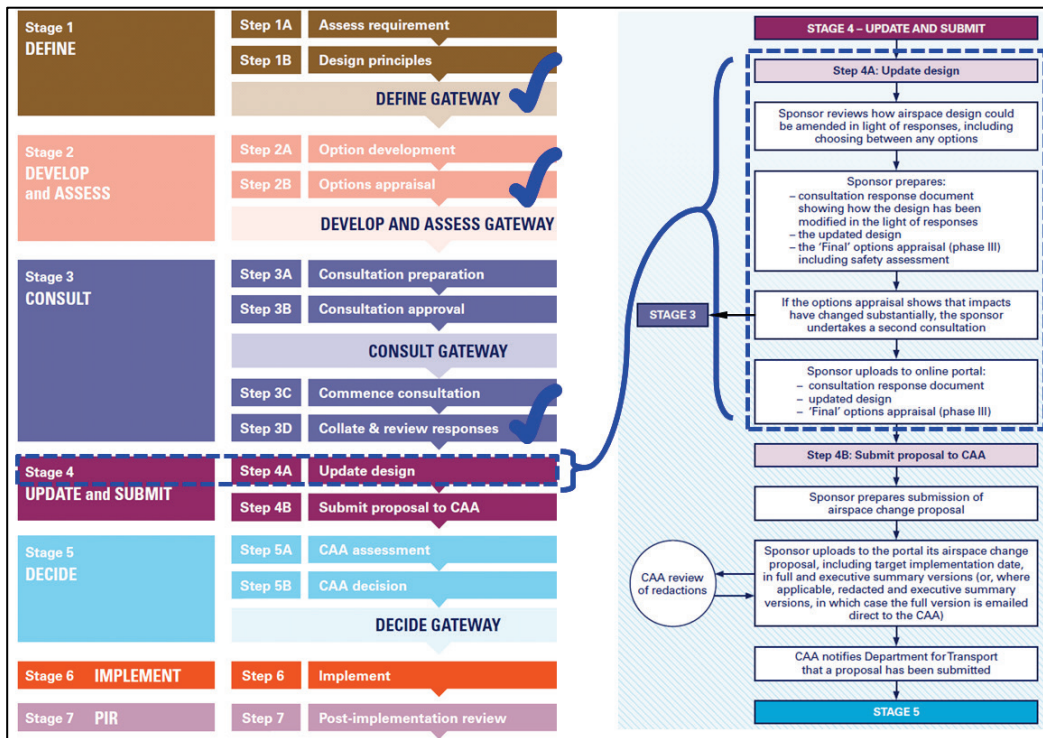 Stage 1
DEFINE
Step 1A Assess requirement
Step 1B Design principles
DEFINE GATEWAY
Stage 2
DEVELOP
and ASSESS
Step 2A Option development
Step 2B Options appraisal
DEVELOP AND ASSESS GATEWAY
Stage 3
CONSULT
Step 3A Consultation preparation
Step 3B Consultation approval
CONSULT GATEWAY
Step 3C Commence consultation
Step 3D Collate & review responses
Stage 4
UPDATE and SUBMIT
Step 4A Update design
Step 4B Submit proposal to CAA
Stage 5
DECIDE
Step 5A CAA assessment
Step 5B CAA decision
DECIDE GATEWAY
Stage 6 IMPLEMENT
Step 6 Implement
Stage 7 PIR
Step 7 Post-implementation review
STAGE 4 – UPDATE AND SUBMIT
Step 4A: Update design
Sponsor reviews how airspace design could
be amended in light of responses, including
choosing between any options
Sponsor prepares:
– consultation response document
showing how the design has been
modified in the light of responses
– the updated design
– the 'Final' options appraisal (phase III)
including safety assessment
If the options appraisal shows that impacts
have changed substantially, the sponsor
undertakes a second consultation
STAGE 3
Sponsor uploads to online portal:
– consultation response document
– updated design
– 'Final' options appraisal (phase III)
Step 4B: Submit proposal to CAA
Sponsor prepares submission of
airspace change proposal
Sponsor uploads to the portal its airspace change
proposal, including target implementation date,
in full and executive summary versions (or, where
applicable, redacted and executive summary
versions, in which case the full version is emailed
direct to the CAA)
CAA review
of redactions
CAA notifies Department for Transport
that a proposal has been submitted
STAGE 5